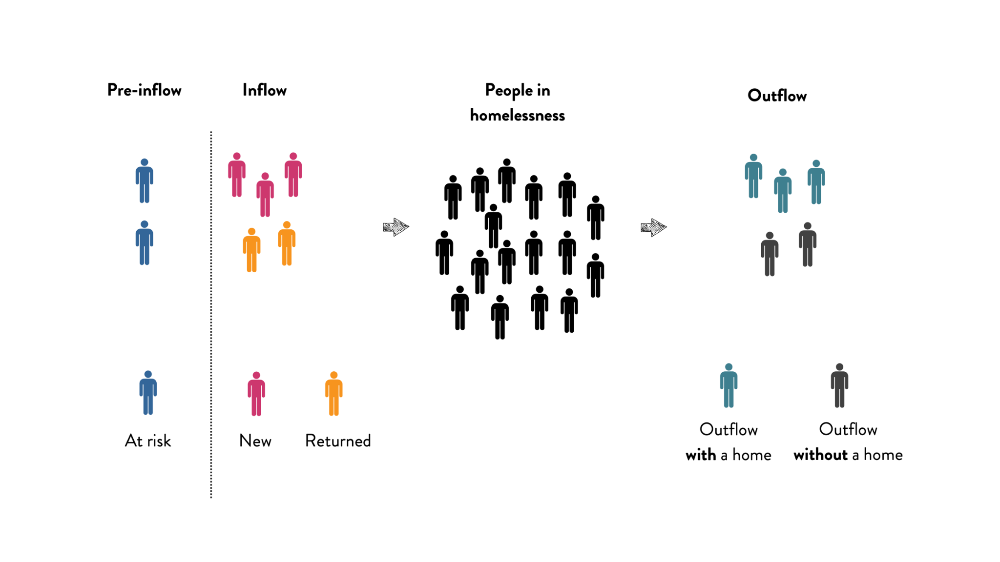 Pre-inflow
Inflow
People in
homelessness
Outflow
At risk
New
Returned
Outflow
with a home
Outflow
without a home